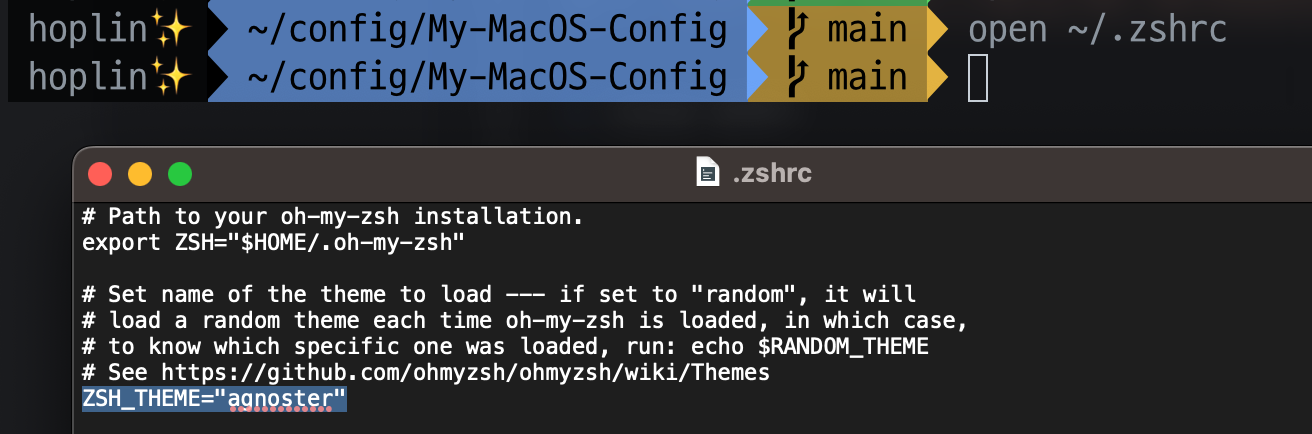 hoplin✨ ~/config/My-MacOS-Config main open ~/.zshrc
hoplin✨ ~/config/My-MacOS-Config main
.zshrc
# Path to your oh-my-zsh installation.
export ZSH="$HOME/.oh-my-zsh"
# Set name of the theme to load --- if set to "random", it will
# load a random theme each time oh-my-zsh is loaded, in which case,
# to know which specific one was loaded, run: echo $RANDOM_THEME
# See https://github.com/ohmyzsh/ohmyzsh/wiki/Themes
ZSH_THEME="agnoster"